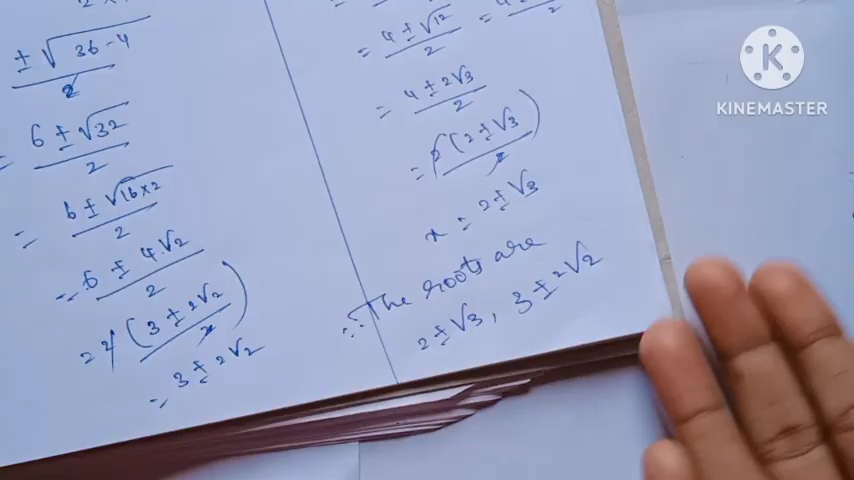 ± √36-4
2
= 6 ± √32
2
= 6 ± √16×2
2
= 6 ± 4√2
2
= 2 (3 ± 2√2)
2
= 3 ± 2√2
= 4 ± √12
2
= 4 ± 2√3
2
= 2 (2 ± √3)
2
x = 2 ± √3
∴ The roots are
2 ± √3, 3 ± 2√2
KINEMASTER